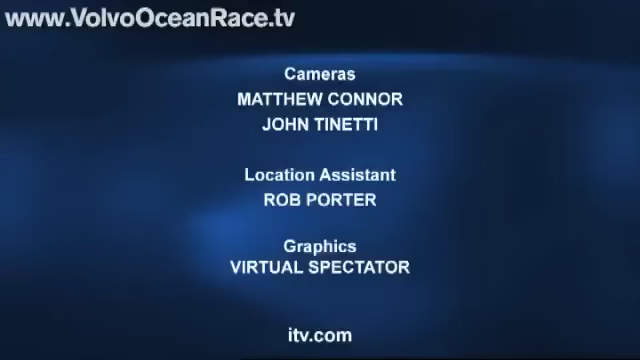 www.VolvoOceanRace.tv
Cameras
MATTHEW CONNOR
JOHN TINETTI
Location Assistant
ROB PORTER
Graphics
VIRTUAL SPECTATOR
itv.com